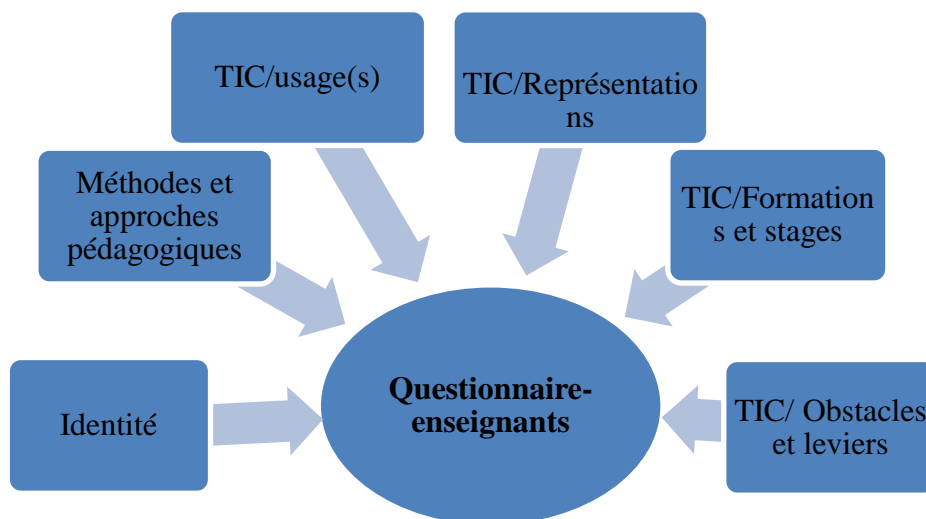 TIC/usage(s)
TIC/Représentatio
ns
Méthodes et
approches
pédagogiques
TIC/Formation
s et stages
Identité
Questionnaire-
enseignants
TIC/ Obstacles
et leviers